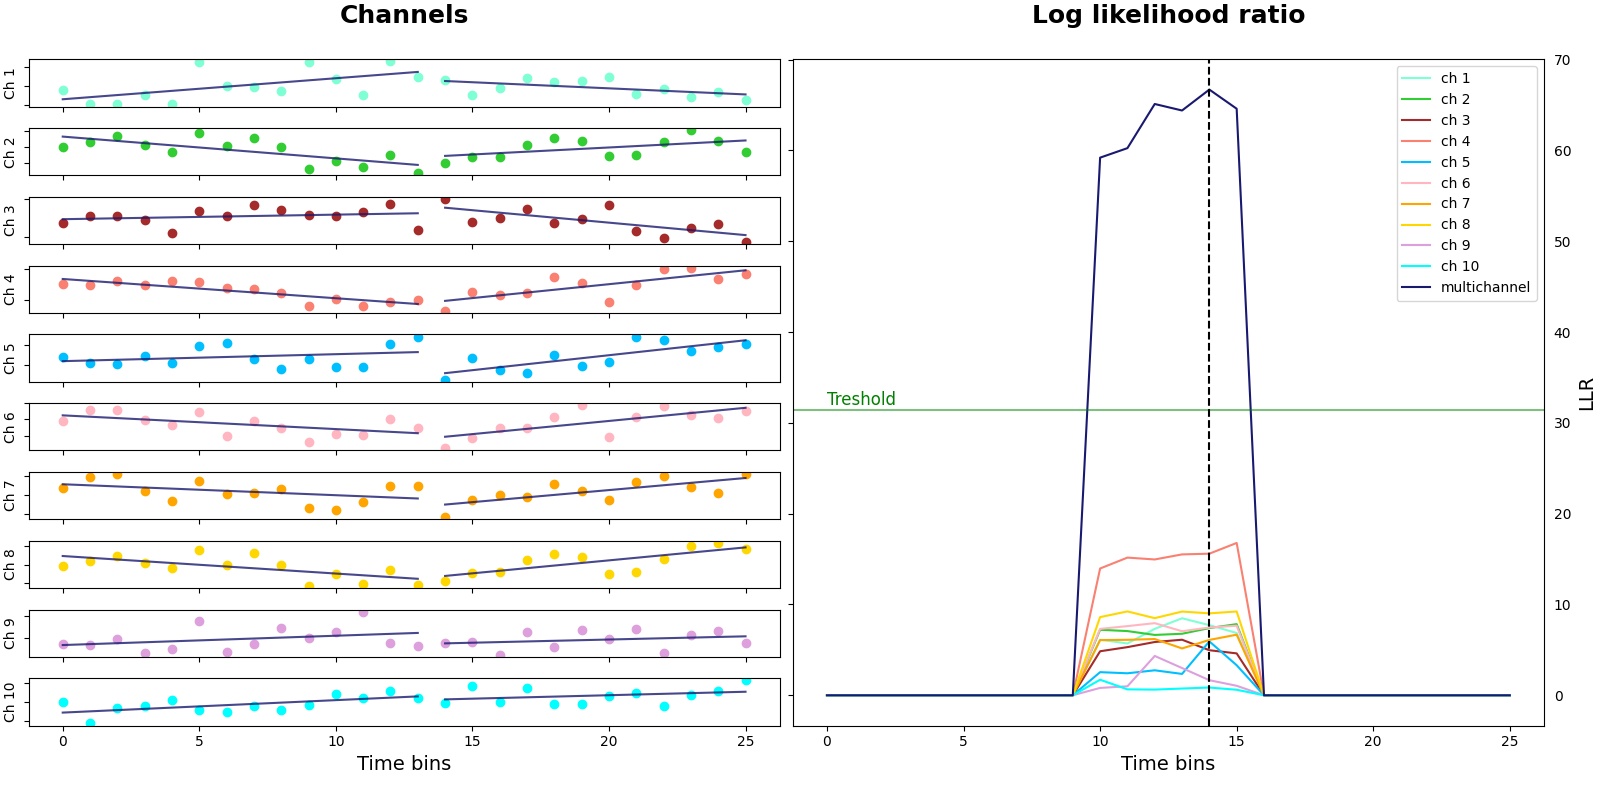 Channels
Ch 1
Ch 2
Ch 3
Ch 4
Ch 5
Ch 6
Ch 7
Ch 8
Ch 9
Ch 10
0 5 10 15 20 25
Time bins
Log likelihood ratio
Treshold
ch 1
ch 2
ch 3
ch 4
ch 5
ch 6
ch 7
ch 8
ch 9
ch 10
multichannel
70
60
50
40
30
20
10
0
LLR
0 5 10 15 20 25
Time bins